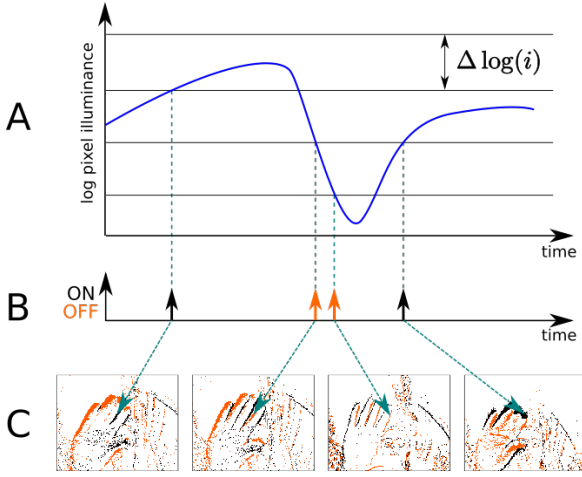 A
log pixel illuminance
Δ log(i)
time
B
ON
OFF
time
C